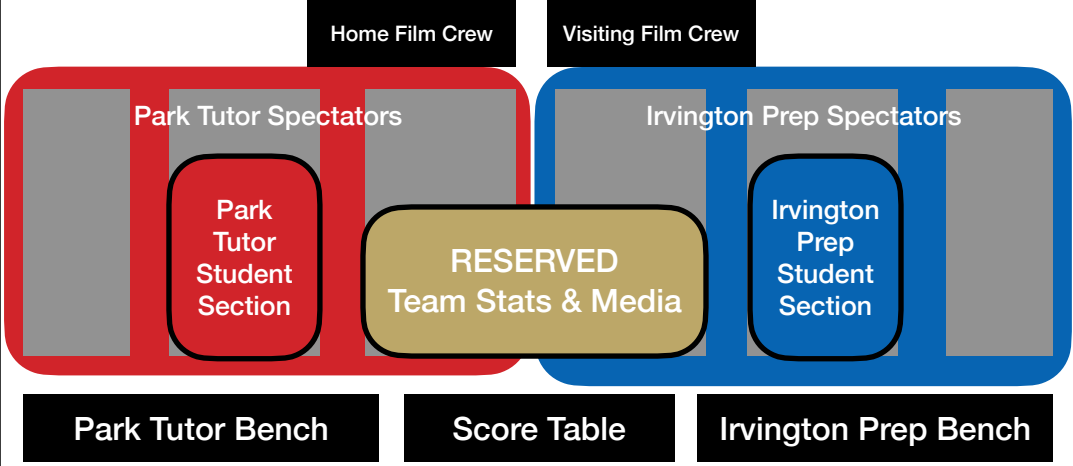 Home Film Crew
Visiting Film Crew
Park Tutor Spectators
Irvington Prep Spectators
Park
Tutor
Student
Section
RESERVED
Team Stats & Media
Irvington
Prep
Student
Section
Park Tutor Bench
Score Table
Irvington Prep Bench